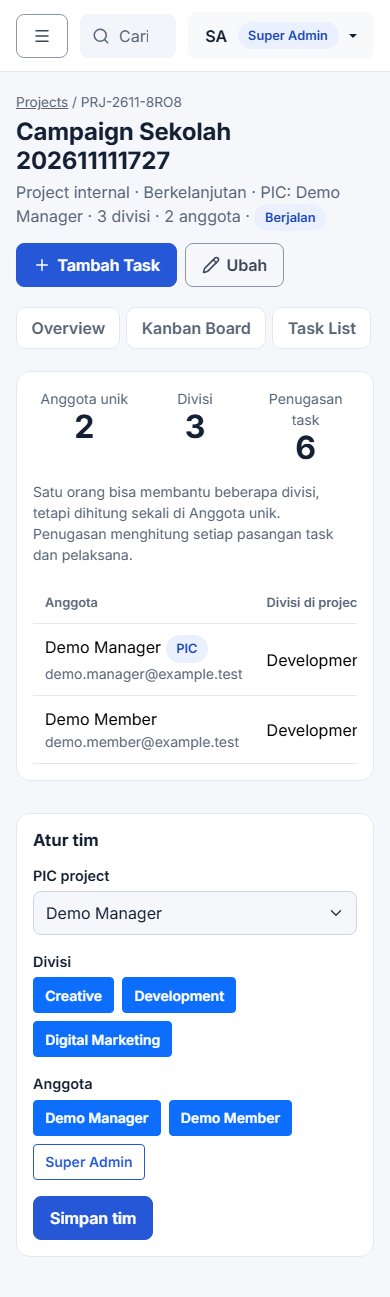 Cari
SA Super Admin
Projects / PRJ-2611-8RO8
Campaign Sekolah
202611111727
Project internal · Berkelanjutan · PIC: Demo
Manager · 3 divisi · 2 anggota · Berjalan
Tambah Task
Ubah
Overview
Kanban Board
Task List
Anggota unik
2
Divisi
3
Penugasan
task
6
Satu orang bisa membantu beberapa divisi,
tetapi dihitung sekali di Anggota unik.
Penugasan menghitung setiap pasangan task
dan pelaksana.
Anggota
Divisi di projec
Demo Manager PIC
demo.manager@example.test
Developmen
Demo Member
demo.member@example.test
Developmen
Atur tim
PIC project
Demo Manager
Divisi
Creative
Development
Digital Marketing
Anggota
Demo Manager
Demo Member
Super Admin
Simpan tim